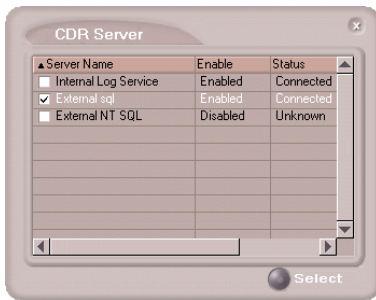 CDR Server
Server Name Enable Status
Internal Log Service Enabled Connected
External sql Enabled Connected
External NT SQL Disabled Unknown
Select